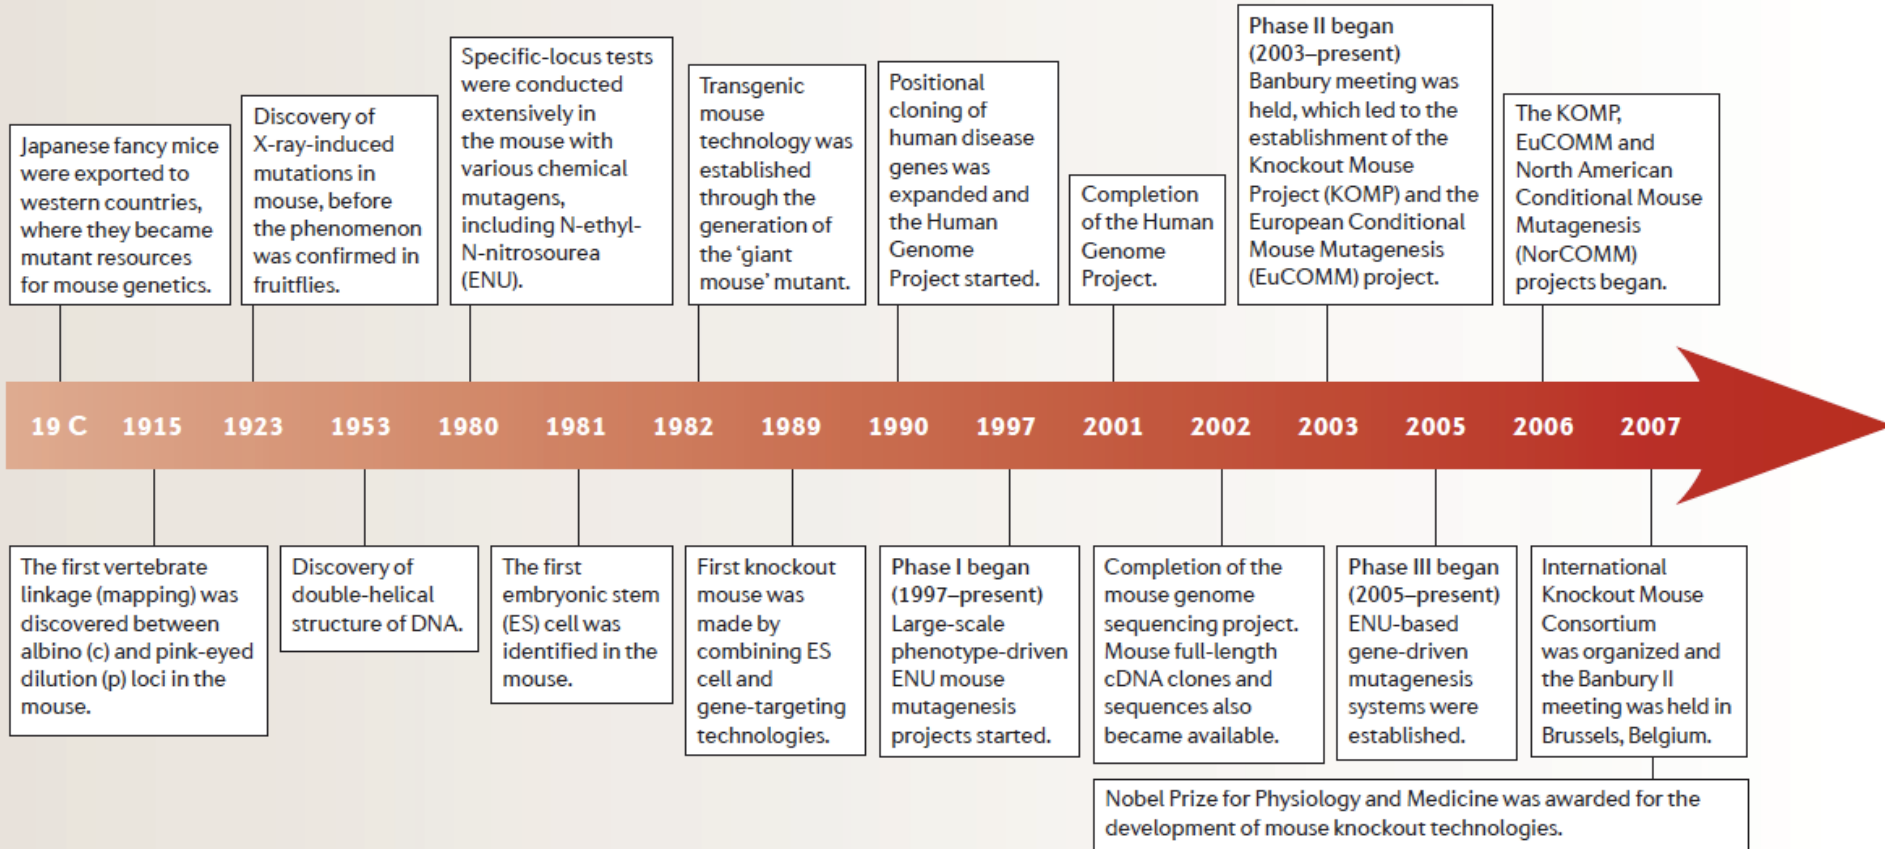 Japanese fancy mice
were exported to
western countries,
where they became
mutant resources
for mouse genetics.
Discovery of
X-ray-induced
mutations in
mouse, before
the phenomenon
was confirmed in
fruitflies.
Specific-locus tests
were conducted
extensively in
the mouse with
various chemical
mutagens,
including N-ethyl-
N-nitrosourea
(ENU).
Transgenic
mouse
technology was
established
through the
generation of
the ‘giant
mouse’ mutant.
Positional
cloning of
human disease
genes was
expanded and
the Human
Genome
Project started.
Completion
of the Human
Genome
Project.
Phase II began
(2003–present)
Banbury meeting was
held, which led to the
establishment of the
Knockout Mouse
Project (KOMP) and the
European Conditional
Mouse Mutagenesis
(EuCOMM) project.
The KOMP,
EuCOMM and
North American
Conditional Mouse
Mutagenesis
(NorCOMM)
projects began.
19 C 1915 1923 1953 1980 1981 1982 1989 1990 1997 2001 2002 2003 2005 2006 2007
The first vertebrate
linkage (mapping) was
discovered between
albino (c) and pink-eyed
dilution (p) loci in the
mouse.
Discovery of
double-helical
structure of DNA.
The first
embryonic stem
(ES) cell was
identified in the
mouse.
First knockout
mouse was
made by
combining ES
cell and
gene-targeting
technologies.
Phase I began
(1997–present)
Large-scale
phenotype-driven
ENU mouse
mutagenesis
projects started.
Completion of the
mouse genome
sequencing project.
Mouse full-length
cDNA clones and
sequences also
became available.
Phase III began
(2005–present)
ENU-based
gene-driven
mutagenesis
systems were
established.
International
Knockout Mouse
Consortium
was organized and
the Banbury II
meeting was held in
Brussels, Belgium.
Nobel Prize for Physiology and Medicine was awarded for the
development of mouse knockout technologies.